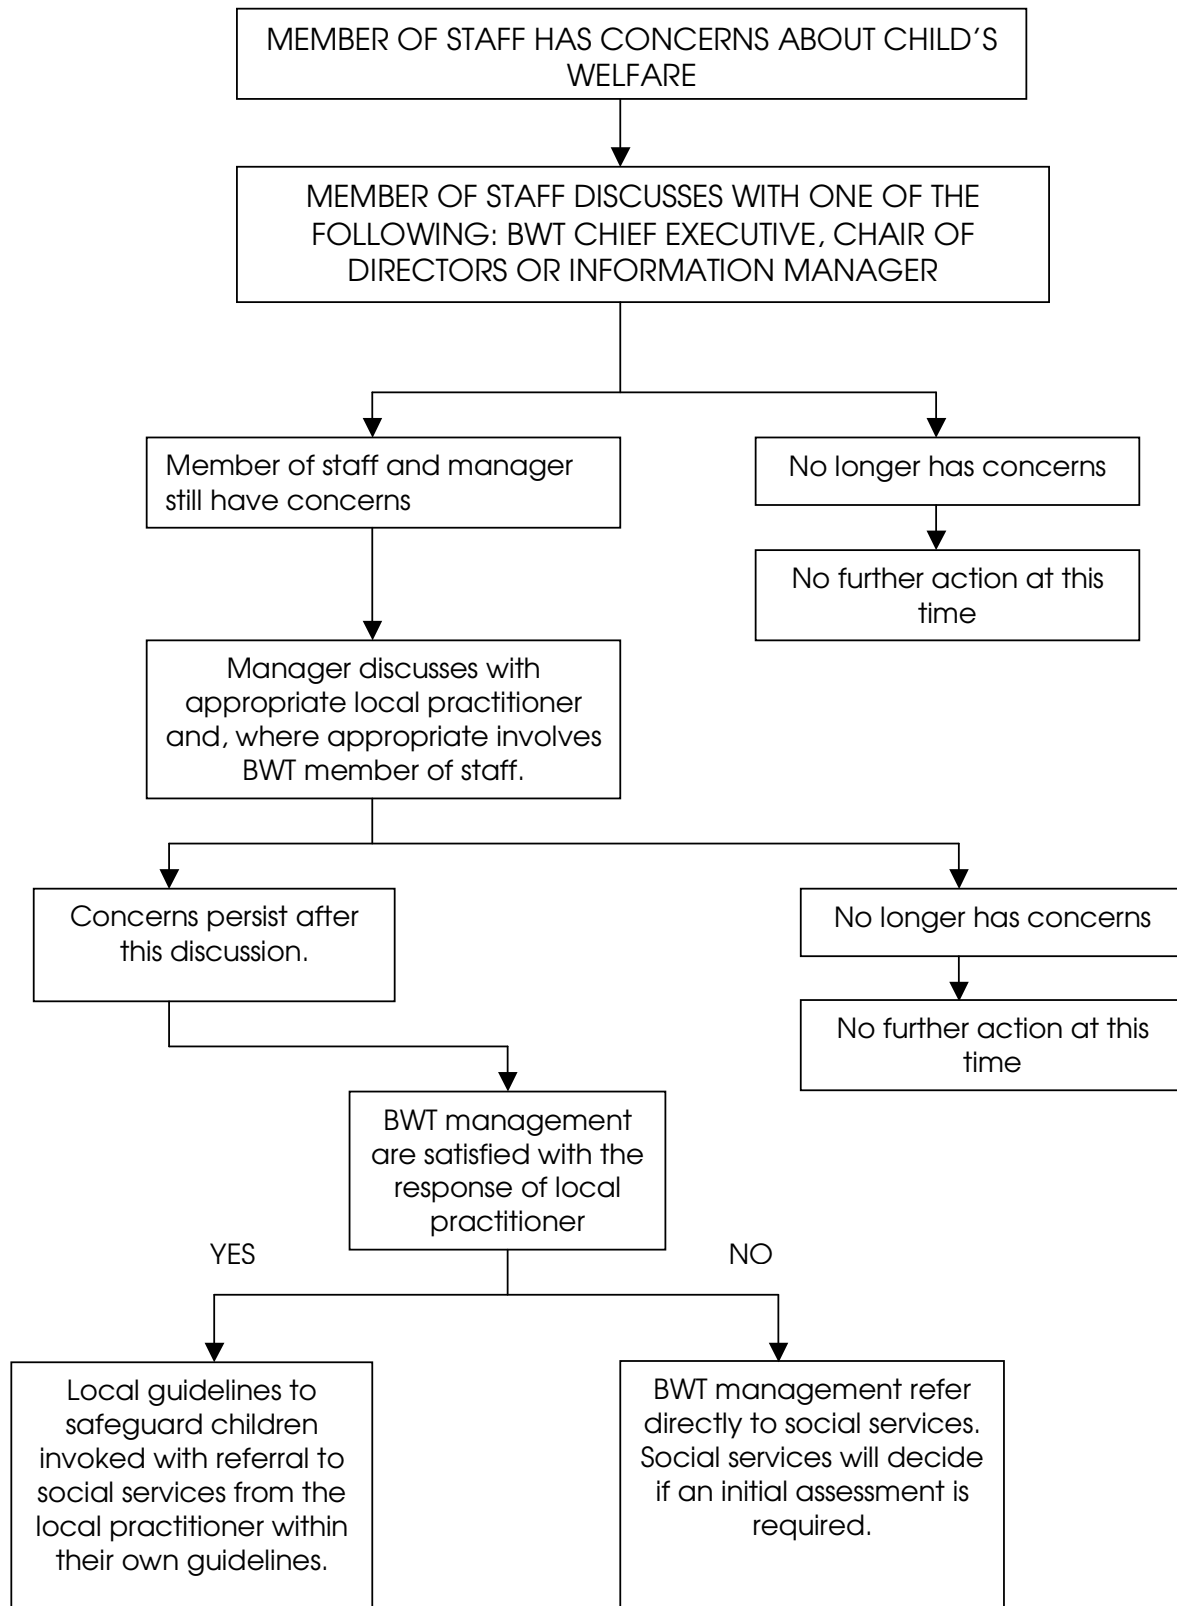 MEMBER OF STAFF HAS CONCERNS ABOUT CHILD'S
WELFARE
MEMBER OF STAFF DISCUSSES WITH ONE OF THE
FOLLOWING: BWT CHIEF EXECUTIVE, CHAIR OF
DIRECTORS OR INFORMATION MANAGER
Member of staff and manager
still have concerns
No longer has concerns
No further action at this
time
Manager discusses with
appropriate local practitioner
and, where appropriate involves
BWT member of staff.
Concerns persist after
this discussion.
No longer has concerns
No further action at this
time
BWT management
are satisfied with the
response of local
practitioner
YES
NO
Local guidelines to
safeguard children
invoked with referral to
social services from the
local practitioner within
their own guidelines.
BWT management refer
directly to social services.
Social services will decide
if an initial assessment is
required.